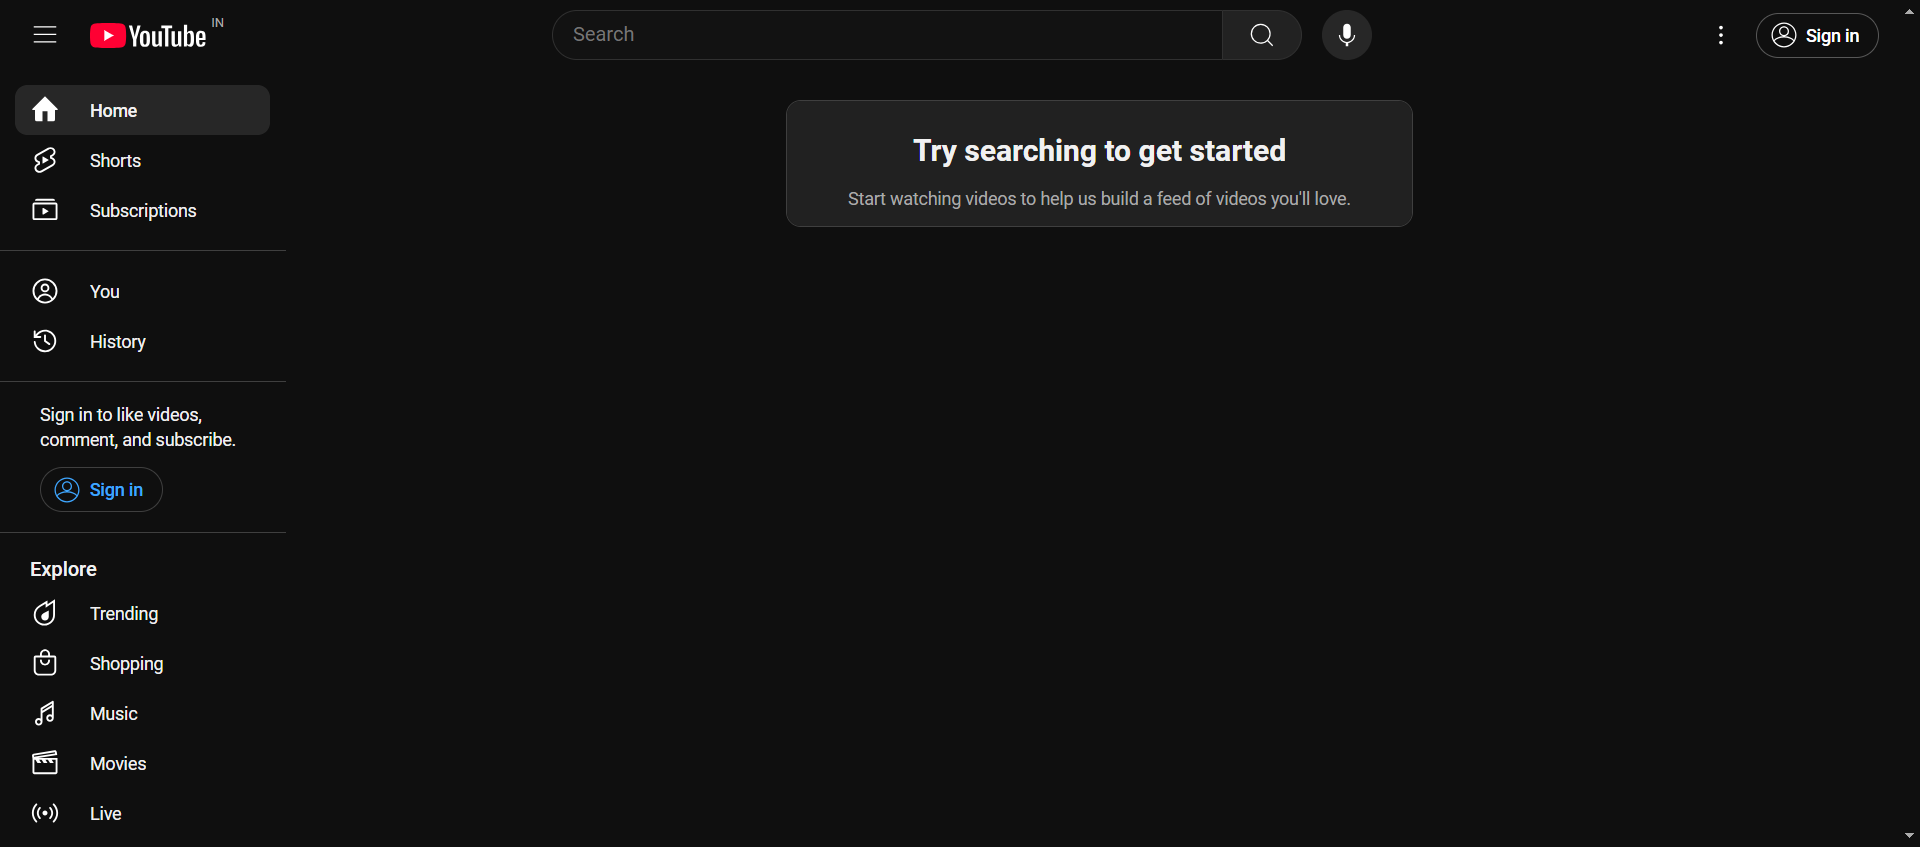 YouTube IN
Search
Sign in
Home
Shorts
Subscriptions
You
History
Sign in to like videos,
comment, and subscribe.
Sign in
Explore
Trending
Shopping
Music
Movies
Live
Try searching to get started
Start watching videos to help us build a feed of videos you'll love.